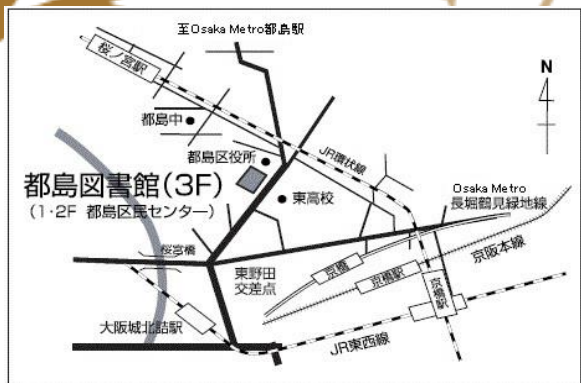 至Osaka Metro都島駅
桜ノ宮駅
N
都島中
都島区役所
JR環状線
都島図書館(3F)
(1・2F 都島区民センター)
東高校
Osaka Metro
長堀鶴見緑地線
京阪本線
桜宮橋
東野田
交差点
京橋
京橋駅
京橋駅
大阪城北詰駅
JR東西線